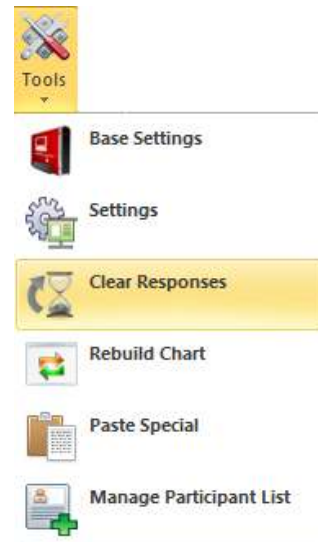 Tools
Base Settings
Settings
Clear Responses
Rebuild Chart
Paste Special
Manage Participant List